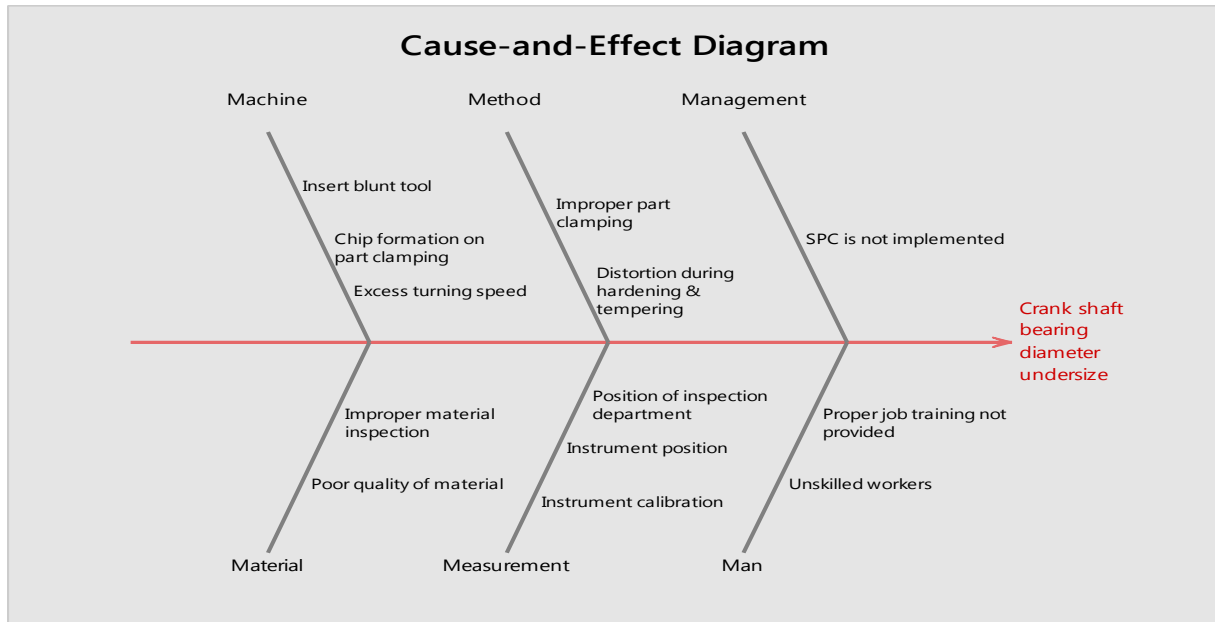 Cause-and-Effect Diagram
Machine
Method
Management
Insert blunt tool
Chip formation on
part clamping
Excess turning speed
Improper part
clamping
Distortion during
hardening &
tempering
SPC is not implemented
Crank shaft
bearing
diameter
undersize
Improper material
inspection
Poor quality of material
Position of inspection
department
Instrument position
Instrument calibration
Proper job training not
provided
Unskilled workers
Material
Measurement
Man